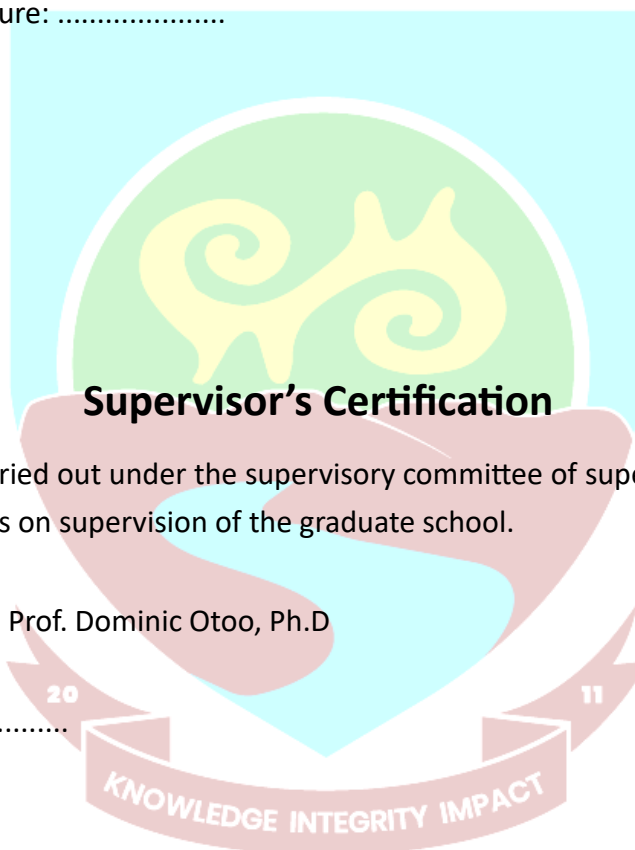 ure: .....................
Supervisor’s Certification
ried out under the supervisory committee of supe
s on supervision of the graduate school.
Prof. Dominic Otoo, Ph.D
20
11
.........
KNOWLEDGE INTEGRITY IMPACT